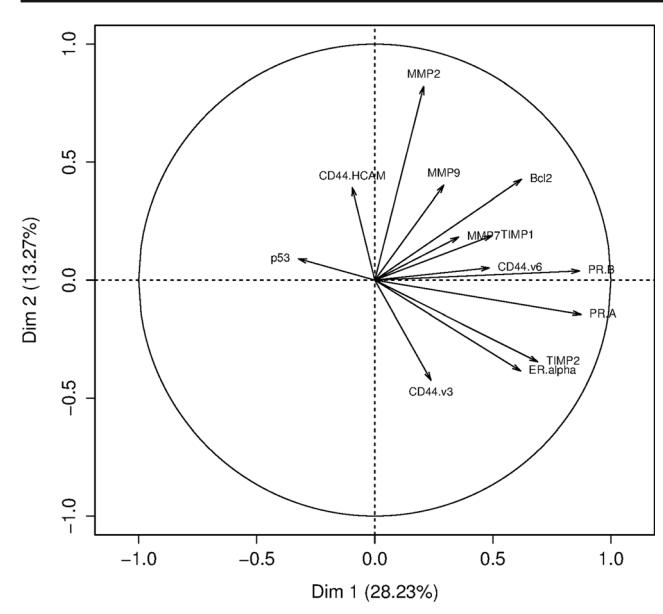 1.0
MMP2
0.5
CD44.HCAM
MMP9
Bcl2
MMP7
TIMP1
p53
CD44.v6
PR.B
0.0
PR.A
TIMP2
ER.alpha
CD44.v3
−0.5
−1.0
Dim 2 (13.27%)
−1.0 −0.5 0.0 0.5 1.0
Dim 1 (28.23%)